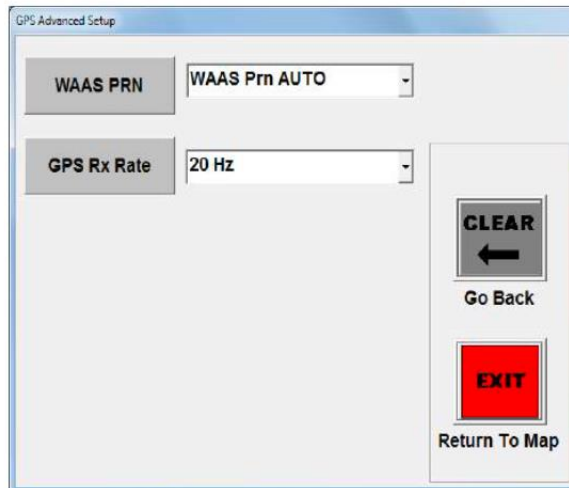 GPS Advanced Setup
WAAS PRN
WAAS Prn AUTO
GPS Rx Rate
20 Hz
CLEAR
Go Back
EXIT
Return To Map